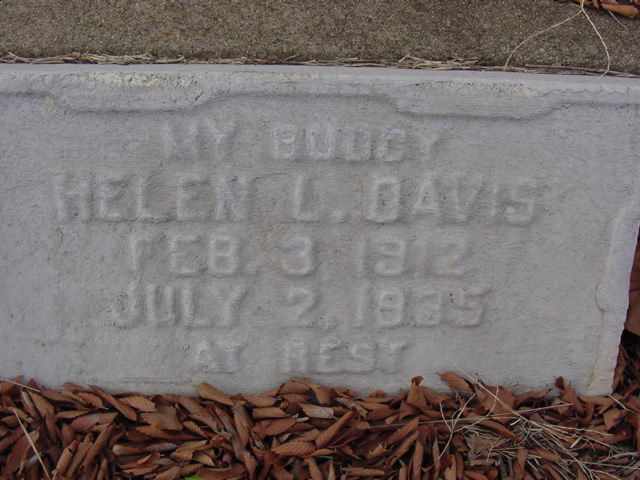 MY BUDDY
HELEN L. DAVIS
FEB. 3 1912
JULY 2, 1935
AT REST